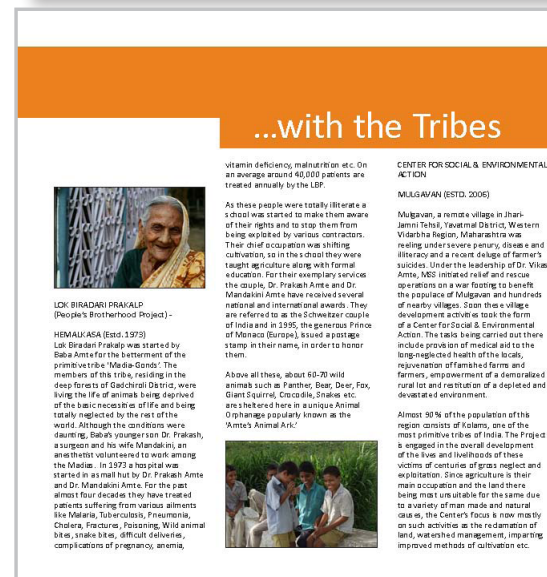 ...with the Tribes
LOK BIRADARI PRAKALP
(People's Brotherhood Project) -
HEMALKASA (Estd. 1973)
Lok Biradari Prakalp was started by
Baba Amte for the betterment of the
primitive tribe 'Madia-Gonds'. The
members of this tribe, residing in the
deep forests of Gadchiroli District, were
living the life of animals being deprived
of the basic necessities of life and being
totally neglected by the rest of the
world. Although the conditions were
daunting, Baba's younger son Dr. Prakash,
a surgeon and his wife Mandakini, an
anesthetist volunteered to work among
the Madias. In 1973 a hospital was
started in as mall hut by Dr. Prakash Amte
and Dr. Mandakini Amte. For the past
almost four decades they have treated
patients suffering from various ailments
like Malaria, Tuberculosis, Pneumonia,
Cholera, Fractures, Poisoning, Wild animal
bites, snake bites, difficult deliveries,
complications of pregnancy, anemia,
vitamin deficiency, malnutrition etc. On
an average around 40,000 patients are
treated annually by the LBP.
As these people were totally illiterate a
school was started to make them aware
of their rights and to stop them from
being exploited by various contractors.
Their chief occupation was shifting
cultivation, so in the school they were
taught agriculture along with formal
education. For their exemplary services
the couple, Dr. Prakash Amte and Dr.
Mandakini Amte have received several
national and international awards. They
are referred to as the Schweitzer couple
of India and in 1995, the generous Prince
of Monaco (Europe), issued a postage
stamp in their name, in order to honor
them.
Above all these, about 60-70 wild
animals such as Panther, Bear, Deer, Fox,
Giant Squirrel, Crocodile, Snakes etc.
are sheltered here in a unique Animal
Orphanage popularly known as the
'Amte's Animal Ark.'
CENTER FOR SOCIAL & ENVIRONMENTAL
ACTION
MULGAVAN (ESTD. 2006)
Mulgavan, a remote village in Jhari-
Jamni Tehsil, Yavatmal District, Western
Vidarbha Region, Maharashtra was
reeling under severe penury, disease and
illiteracy and a recent deluge of farmer's
suicides. Under the leadership of Dr. Vikas
Amte, MSS initiated relief and rescue
operations on a war footing to benefit
the populace of Mulgavan and hundreds
of nearby villages. Soon these village
development activities took the form
of a Center for Social & Environmental
Action. The tasks being carried out there
include provision of medical aid to the
long-neglected health of the locals,
rejuvenation of famished farms and
farmers, empowerment of a demoralized
rural lot and restitution of a depleted and
devastated environment.
Almost 90% of the population of this
region consists of Kolams, one of the
most primitive tribes of India. The Project
is engaged in the overall development
of the lives and livelihoods of these
victims of centuries of gross neglect and
exploitation. Since agriculture is their
main occupation and the land there
being most unsuitable for the same due
to a variety of man made and natural
causes, the Center's focus is now mostly
on such activities as the reclamation of
land, watershed management, imparting
improved methods of cultivation etc.